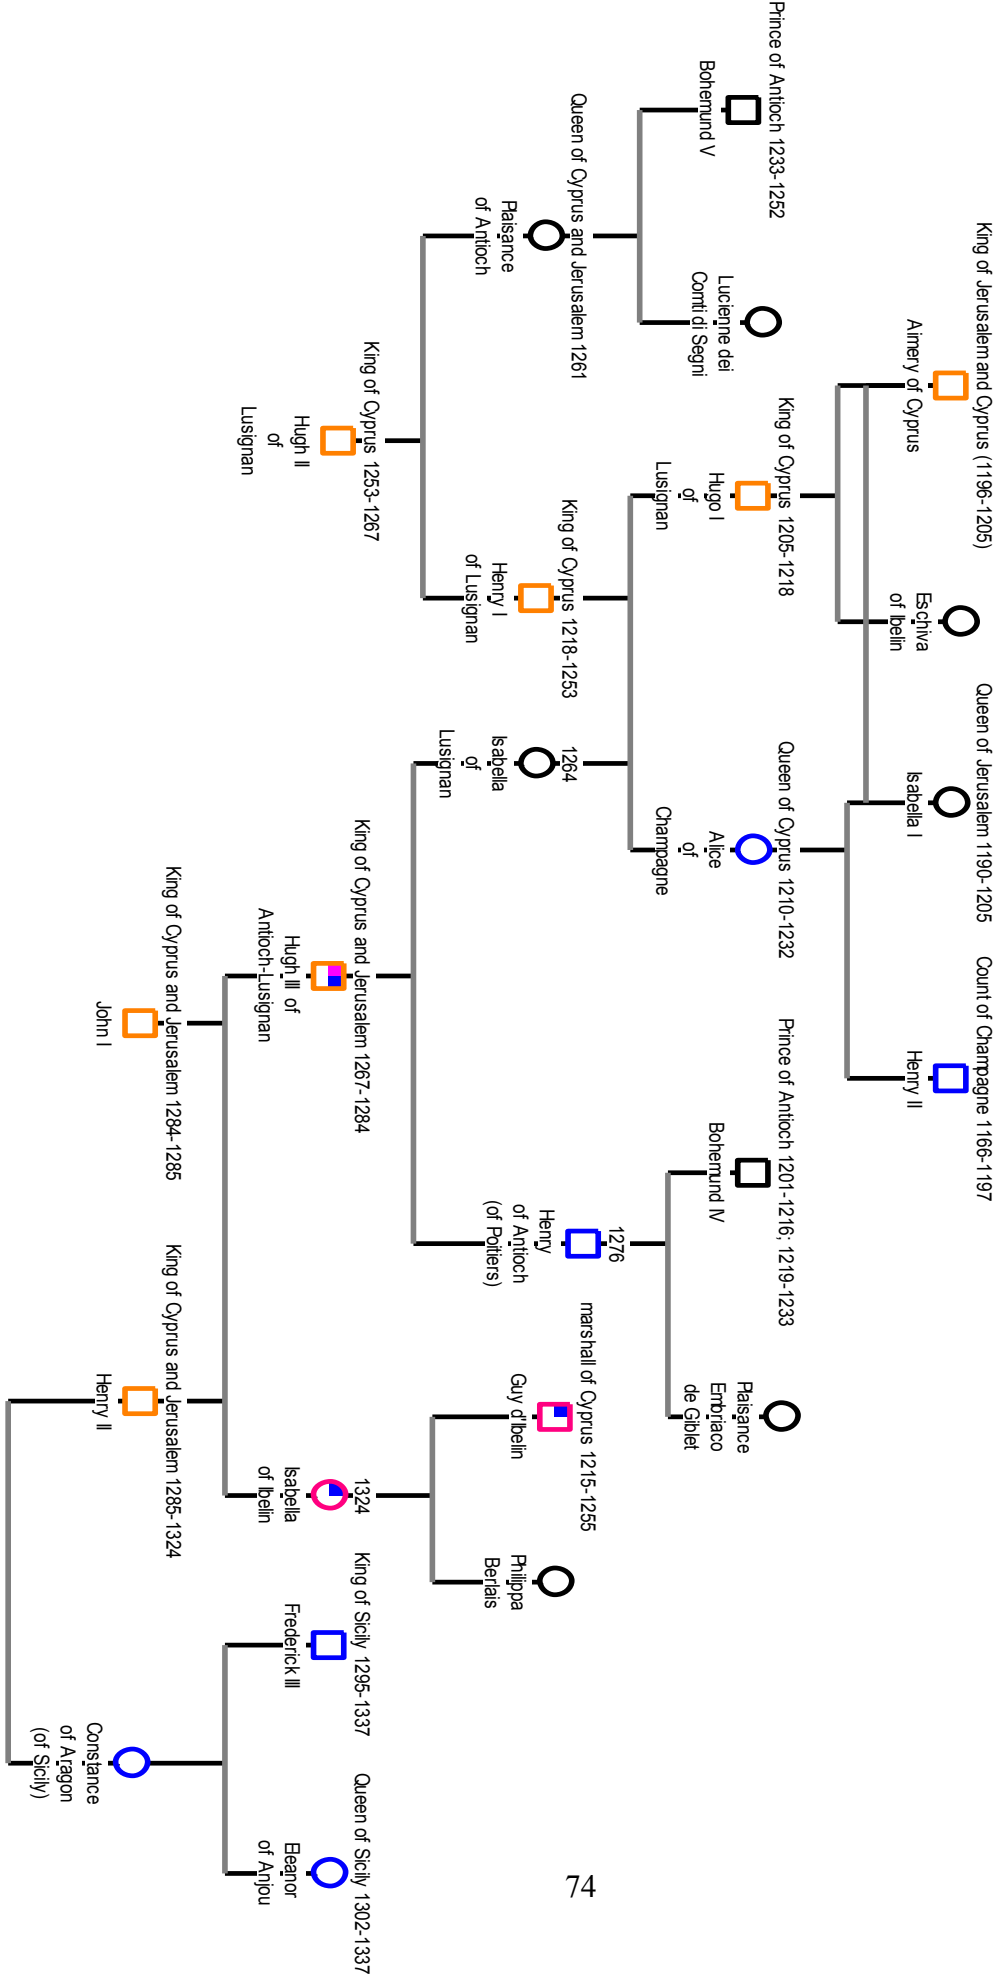 King of Jerusalem and Cyprus (1196-1205)
Aimery of Cyprus
Eschiva
of Ibelin
Queen of Jerusalem 1190-1205
Isabella I
Count of Champagne 1166-1197
Henry II
Prince of Antioch 1233-1252
Bohemund V
Lucienne dei
Comti di Segni
King of Cyprus 1205-1218
Hugo I
of
Lusignan
Queen of Cyprus 1210-1232
Alice
of
Champagne
Prince of Antioch 1201-1216; 1219-1233
Bohemund IV
Plaisance
Embriaco
de Giblet
Queen of Cyprus and Jerusalem 1261
Plaisance
of Antioch
King of Cyprus 1218-1253
Henry I
of Lusignan
1264
Isabella
of
Lusignan
1276
Henry
of Antioch
(of Poitiers)
marshall of Cyprus 1215-1255
Guy d'Ibelin
Philippa
Berlais
King of Cyprus 1253-1267
Hugh II
of
Lusignan
King of Cyprus and Jerusalem 1267-1284
Hugh III of
Antioch-Lusignan
1324
Isabella
of Ibelin
King of Sicily 1295-1337
Frederick III
Queen of Sicily 1302-1337
Eleanor
of Anjou
King of Cyprus and Jerusalem 1284-1285
John I
King of Cyprus and Jerusalem 1285-1324
Henry II
Constance
of Aragon
(of Sicily)
74